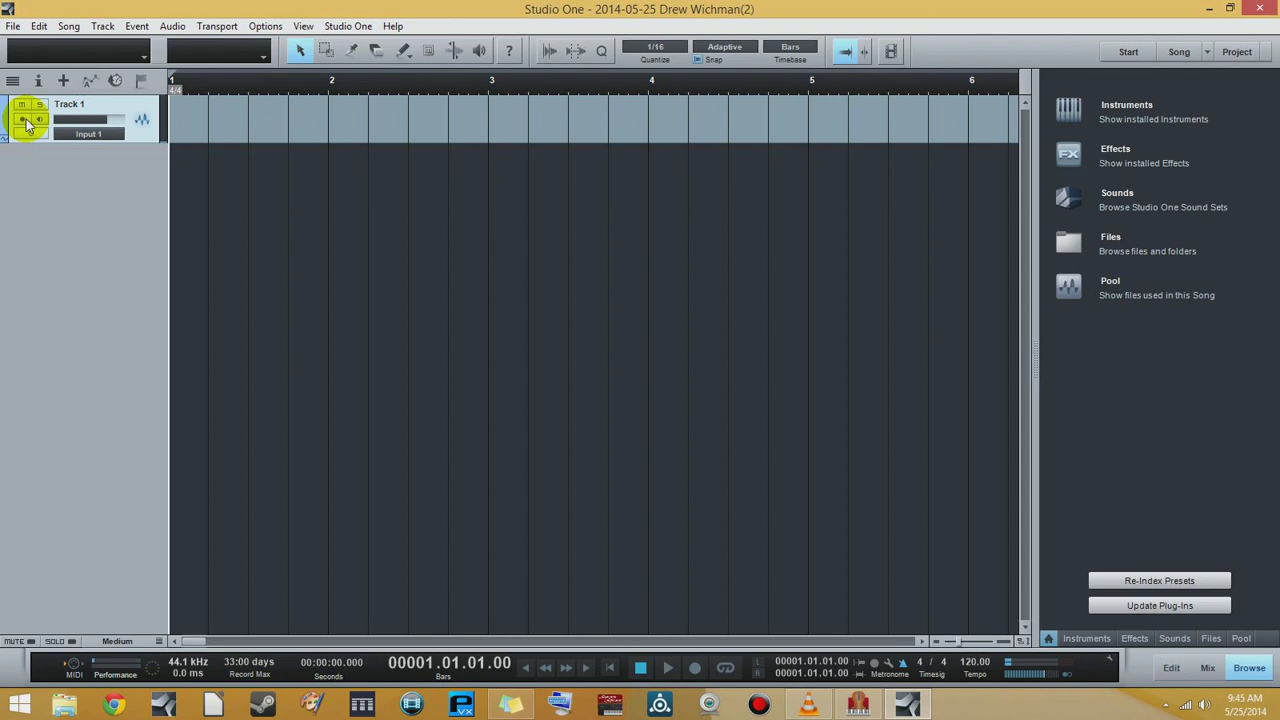 Studio One - 2014-05-25 Drew Wichman(2)
File Edit Song Track Event Audio Transport Options View Studio One Help
1/16 Adaptive Bars
Quantize Snap Timebase
Start Song Project
1 2 3 4 5 6
4/4
M S Track 1
Input 1
Instruments
Show installed Instruments
FX Effects
Show installed Effects
Sounds
Browse Studio One Sound Sets
Files
Browse files and folders
Pool
Show files used in this Song
Re-Index Presets
Update Plug-Ins
MUTE SOLO Medium
Instruments Effects Sounds Files Pool
MIDI Performance
44.1 kHz 33:00 days 00:00:00.000 00001.01.01.00
0.0 ms Record Max Seconds Bars
L 00001.01.01.00 4 / 4 120.00
R 00001.01.01.00 Metronome Timesig Tempo
Edit Mix Browse
9:45 AM
5/25/2014